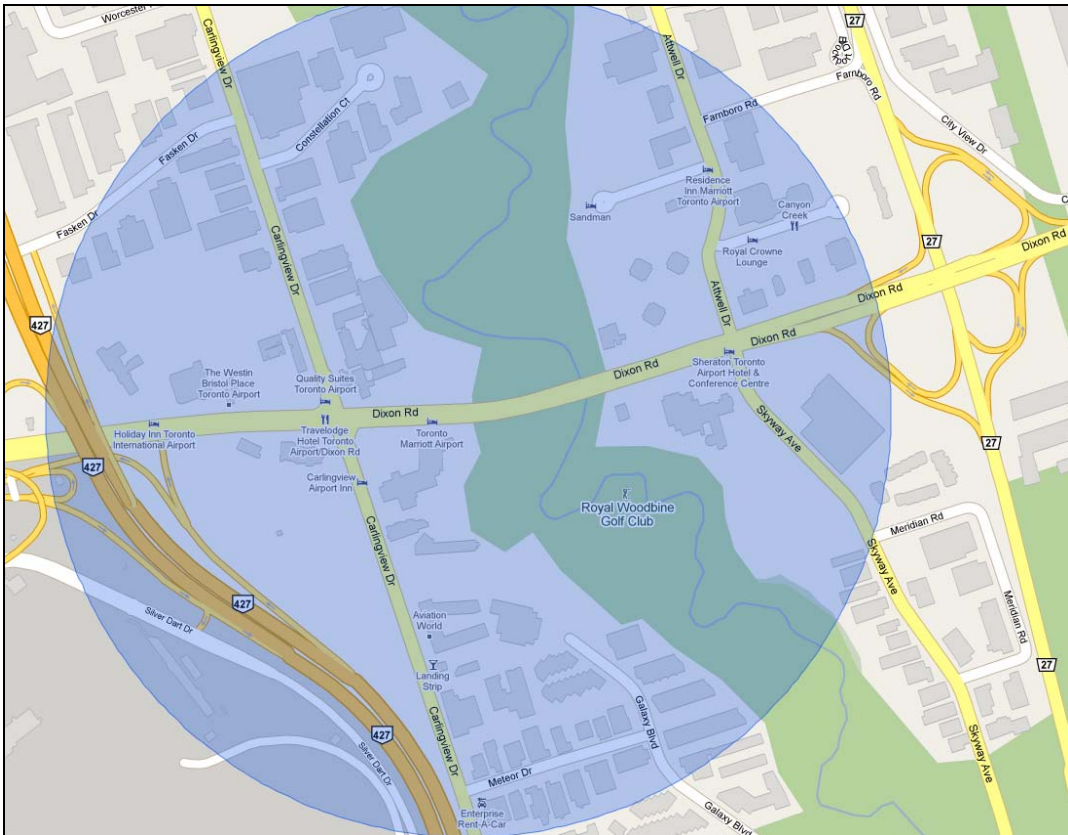 Worcester
Carlingview Dr
Attwell Dr
27
Farnboro Rd
Constellation Ct
Fasken Dr
Farnboro Rd
City View Dr
Residence
Inn Marriott
Toronto Airport
Sandman
Canyon
Creek
Fasken Dr
Carlingview Dr
27
Royal Crowne
Lounge
Dixon Rd
Attwell Dr
Dixon Rd
427
Dixon Rd
Dixon Rd
Sheraton Toronto
Airport Hotel &
Conference Centre
The Westin
Bristol Place
Toronto Airport
Quality Suites
Toronto Airport
Dixon Rd
Holiday Inn Toronto
International Airport
Travelodge
Hotel Toronto
Airport/Dixon Rd
Toronto
Marriott Airport
Skyway Ave
27
427
Carlingview
Airport Inn
Royal Woodbine
Golf Club
Carlingview Dr
Meridian Rd
Skyway Ave
427
Silver Dart Dr
Aviation
World
Meridian Rd
Landing
Strip
27
Galaxy Blvd
Carlingview Dr
427
Silver Dart Dr
Skyway Ave
Meteor Dr
Enterprise
Rent-A-Car
Galaxy Blvd